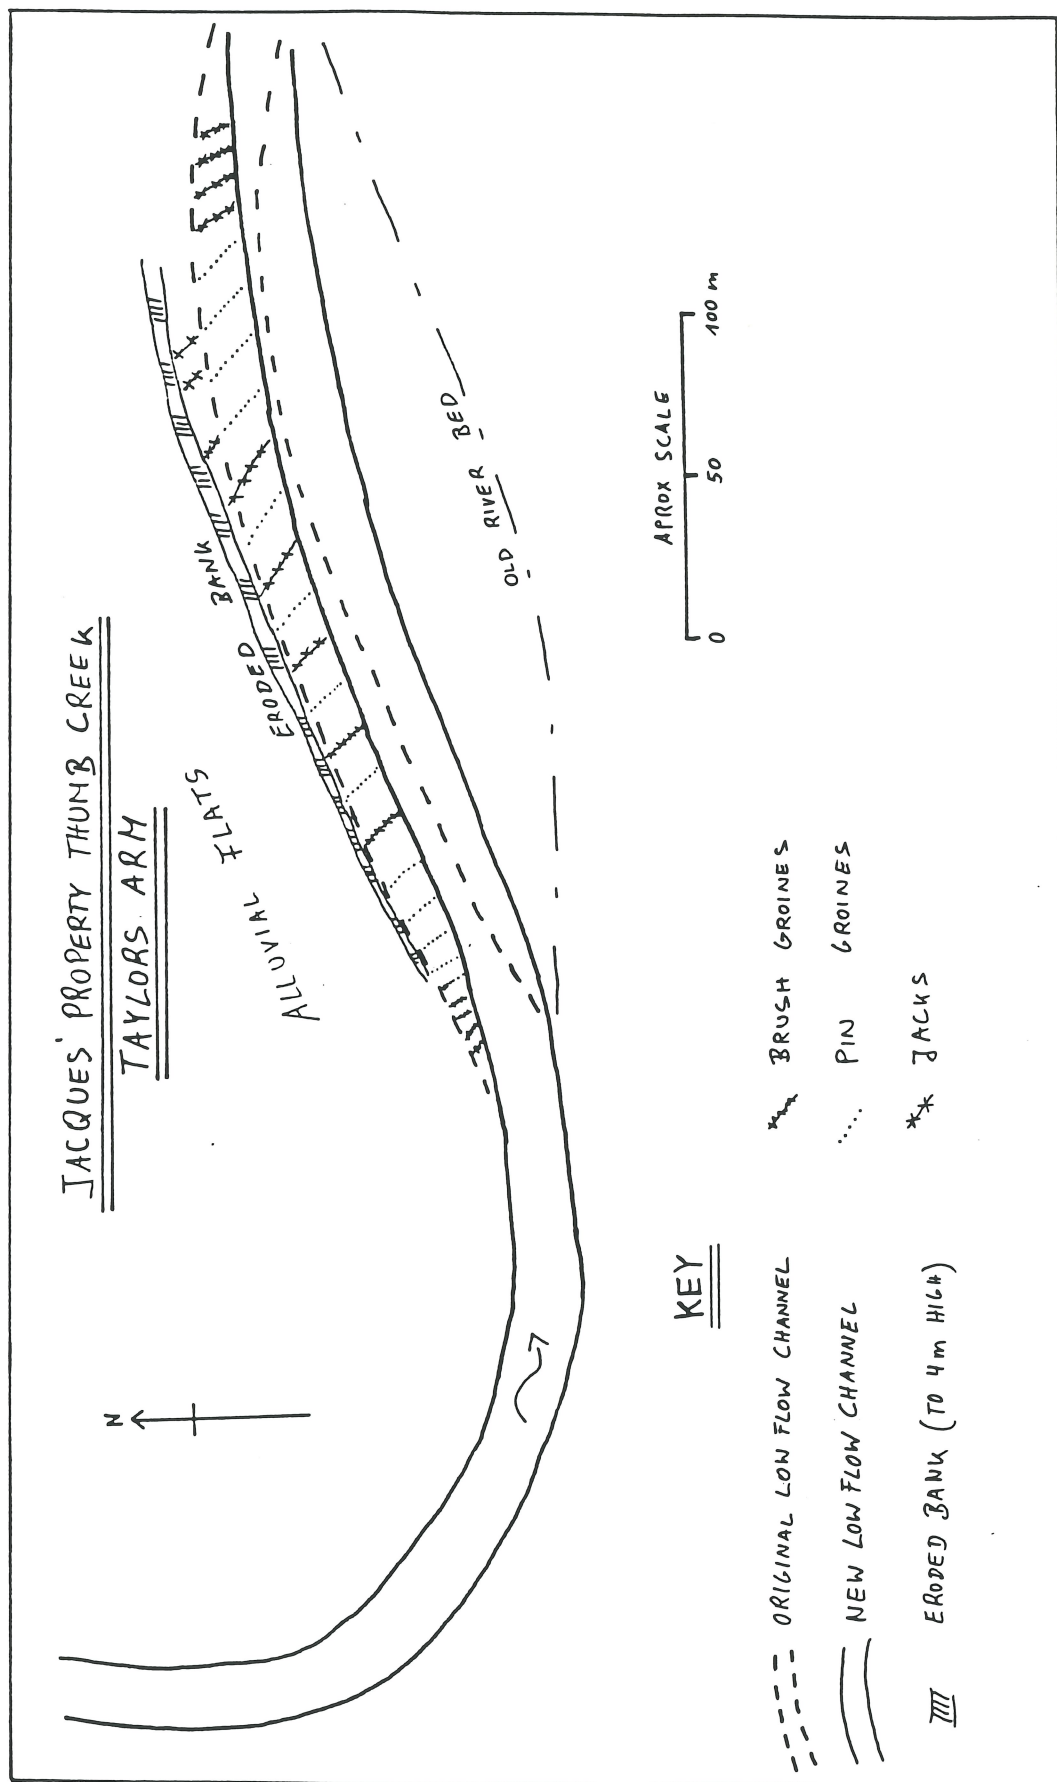 JACQUES' PROPERTY THUMB CREEK
TAYLORS ARM
N
ALLUVIAL FLATS
ERODED BANK
OLD RIVER BED
APROX SCALE
0 50 100 m
KEY
ORIGINAL LOW FLOW CHANNEL
NEW LOW FLOW CHANNEL
ERODED BANK (TO 4m HIGH)
BRUSH GROINES
PIN GROINES
JACKS